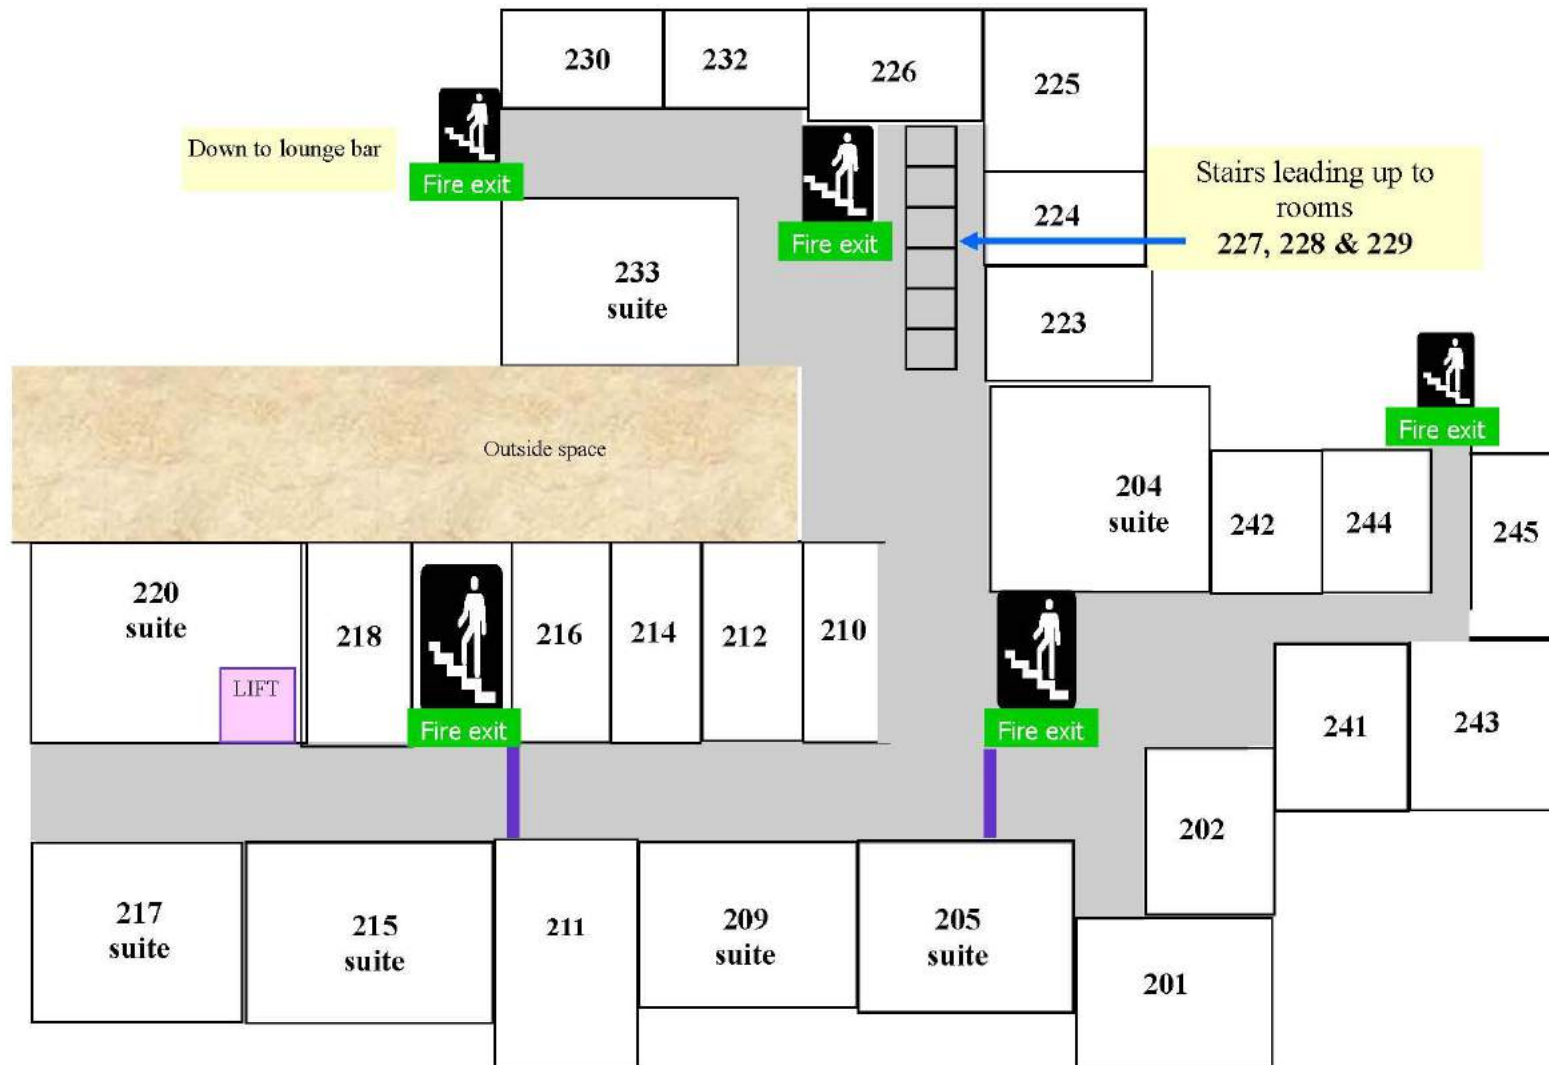 230
232
226
225
Down to lounge bar
Fire exit
Fire exit
224
Stairs leading up to
rooms
227, 228 & 229
233
suite
223
Fire exit
Outside space
204
suite
242
244
245
220
suite
LIFT
218
Fire exit
216
214
212
210
Fire exit
241
243
202
217
suite
215
suite
211
209
suite
205
suite
201